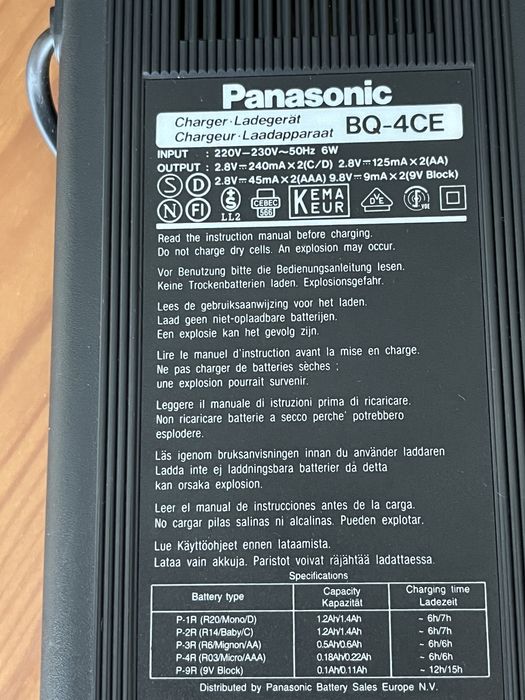 Panasonic
Charger·Ladegerät
Chargeur·Laadapparaat BQ-4CE
INPUT : 220V–230V~50Hz 6W
OUTPUT : 2.8V⎓240mA×2(C/D) 2.8V⎓125mA×2(AA)
2.8V⎓45mA×2(AAA) 9.8V⎓9mA×2(9V Block)
S D
N FI LL2 CEBEC 566 KEMA KEUR DVE VDE
Read the instruction manual before charging.
Do not charge dry cells. An explosion may occur.
Vor Benutzung bitte die Bedienungsanleitung lesen.
Keine Trockenbatterien laden. Explosionsgefahr.
Lees de gebruiksaanwijzing voor het laden.
Laad geen niet-oplaadbare batterijen.
Een explosie kan het gevolg zijn.
Lire le manuel d'instruction avant la mise en charge.
Ne pas charger de batteries sèches :
une explosion pourrait survenir.
Leggere il manuale di istruzioni prima di ricaricare.
Non ricaricare batterie a secco perche' potrebbero
esplodere.
Läs igenom bruksanvisningen innan du använder laddaren
Ladda inte ej laddningsbara batterier då detta
kan orsaka explosion.
Leer el manual de instrucciones antes de la carga.
No cargar pilas salinas ni alcalinas. Pueden explotar.
Lue Käyttöohjeet ennen lataamista.
Lataa vain akkuja. Paristot voivat räjähtää ladattaessa.
Specifications
Battery type Capacity Kapazität Charging time Ladezeit
P-1R (R20/Mono/D) 1.2Ah/1.4Ah ~ 6h/7h
P-2R (R14/Baby/C) 1.2Ah/1.4Ah ~ 6h/7h
P-3R (R6/Mignon/AA) 0.5Ah/0.6Ah ~ 6h/6h
P-4R (R03/Micro/AAA) 0.18Ah/0.22Ah ~ 6h/6h
P-9R (9V Block) 0.1Ah/0.11Ah ~ 12h/15h
Distributed by Panasonic Battery Sales Europe N.V.